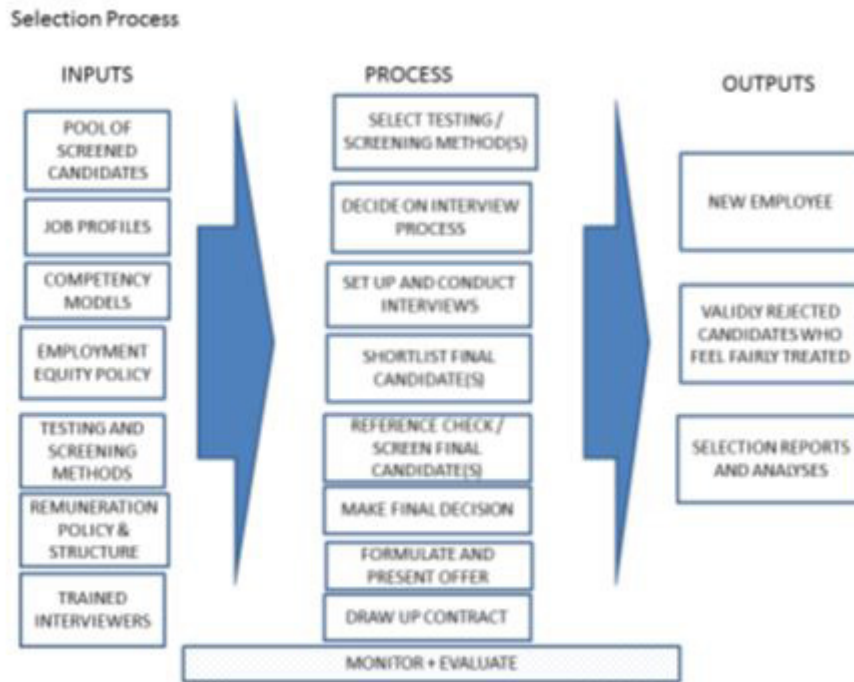 Selection Process
INPUTS
POOL OF
SCREENED
CANDIDATES
JOB PROFILES
COMPETENCY
MODELS
EMPLOYMENT
EQUITY POLICY
TESTING AND
SCREENING
METHODS
REMUNERATION
POLICY &
STRUCTURE
TRAINED
INTERVIEWERS
PROCESS
SELECT TESTING /
SCREENING METHOD(S)
DECIDE ON INTERVIEW
PROCESS
SET UP AND CONDUCT
INTERVIEWS
SHORTLIST FINAL
CANDIDATE(S)
REFERENCE CHECK /
SCREEN FINAL
CANDIDATE(S)
MAKE FINAL DECISION
FORMULATE AND
PRESENT OFFER
DRAW UP CONTRACT
OUTPUTS
NEW EMPLOYEE
VALIDLY REJECTED
CANDIDATES WHO
FEEL FAIRLY TREATED
SELECTION REPORTS
AND ANALYSES
MONITOR + EVALUATE